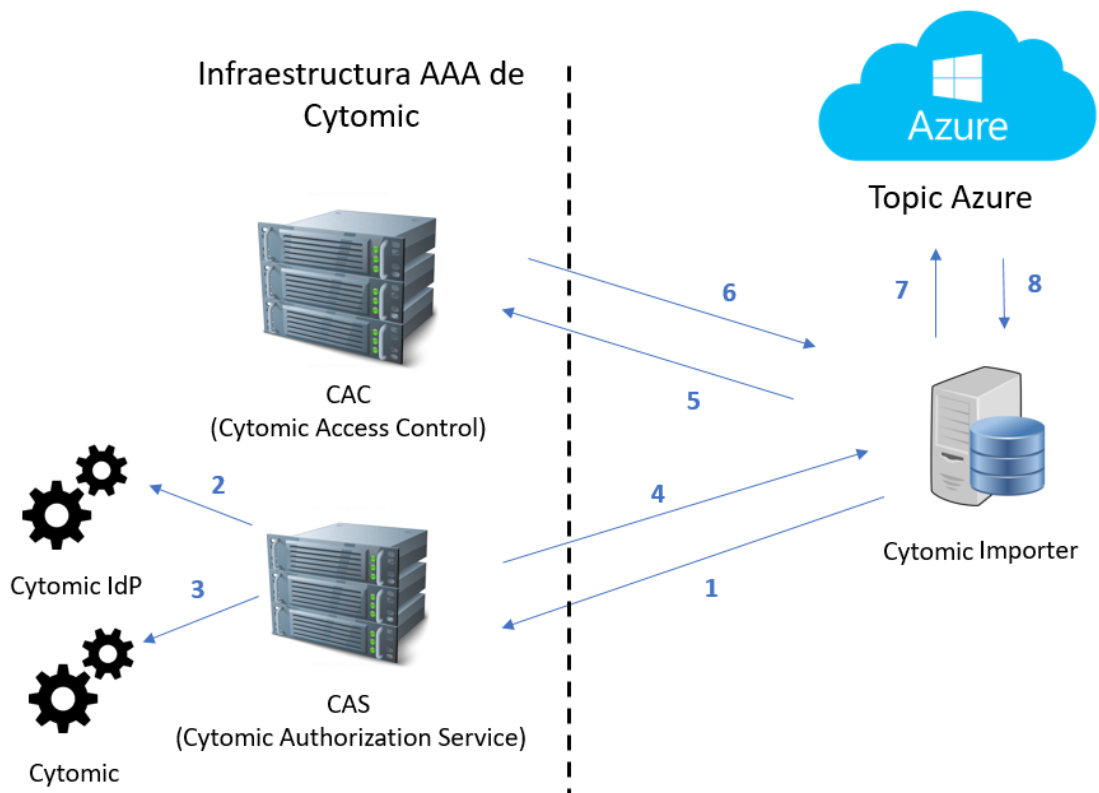 Infraestructura AAA de
Cytomic
Azure
Topic Azure
6
7
8
5
CAC
(Cytomic Access Control)
2
4
Cytomic IdP
3
1
Cytomic Importer
CAS
(Cytomic Authorization Service)
Cytomic